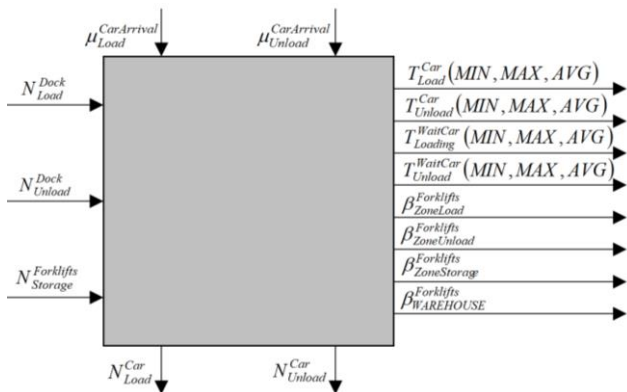 μ_Load^CarArrival μ_Unload^CarArrival
N_Load^Dock
N_Unload^Dock
N_Storage^Forklifts
T_Load^Car (MIN, MAX, AVG)
T_Unload^Car (MIN, MAX, AVG)
T_Loading^WaitCar (MIN, MAX, AVG)
T_Unload^WaitCar (MIN, MAX, AVG)
β_ZoneLoad^Forklifts
β_ZoneUnload^Forklifts
β_ZoneStorage^Forklifts
β_WAREHOUSE^Forklifts
N_Load^Car N_Unload^Car